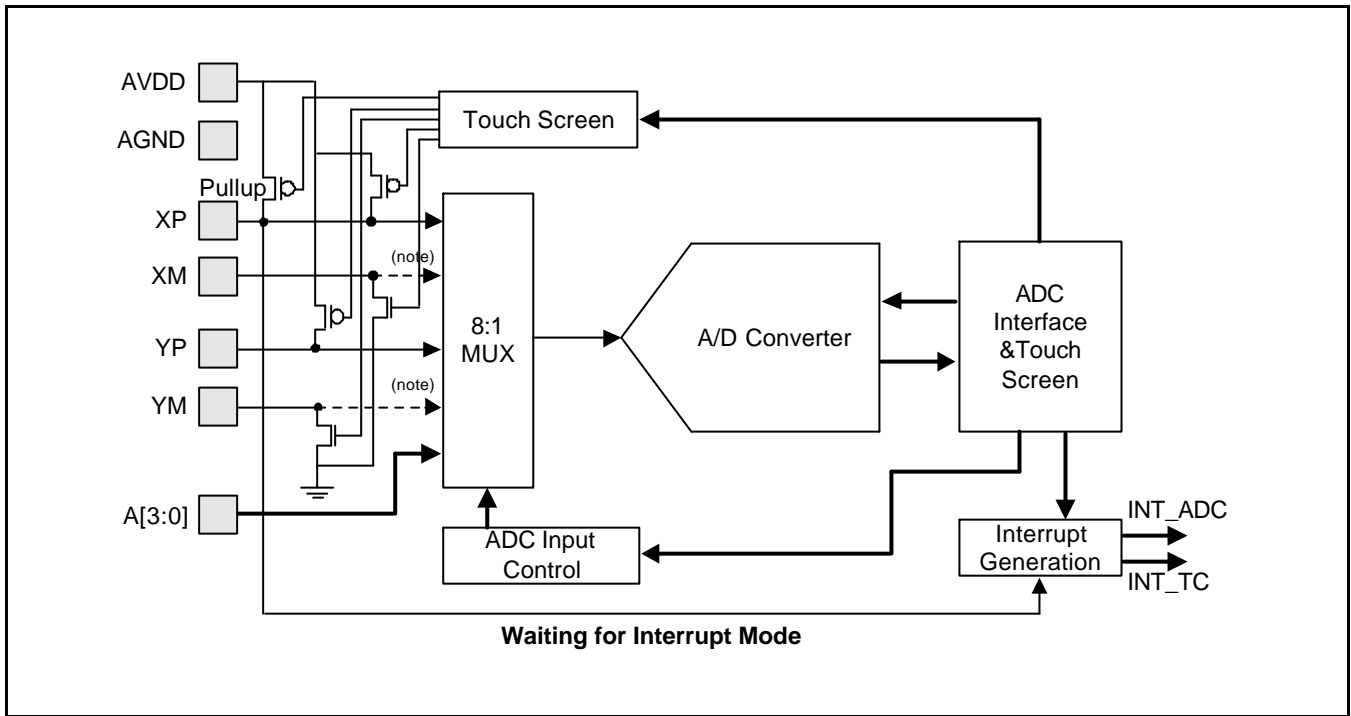 AVDD
AGND
Touch Screen
Pullup
XP
XM
(note)
YP
YM
(note)
A[3:0]
8:1
MUX
A/D Converter
ADC
Interface
&Touch
Screen
ADC Input
Control
Interrupt
Generation
INT_ADC
INT_TC
Waiting for Interrupt Mode